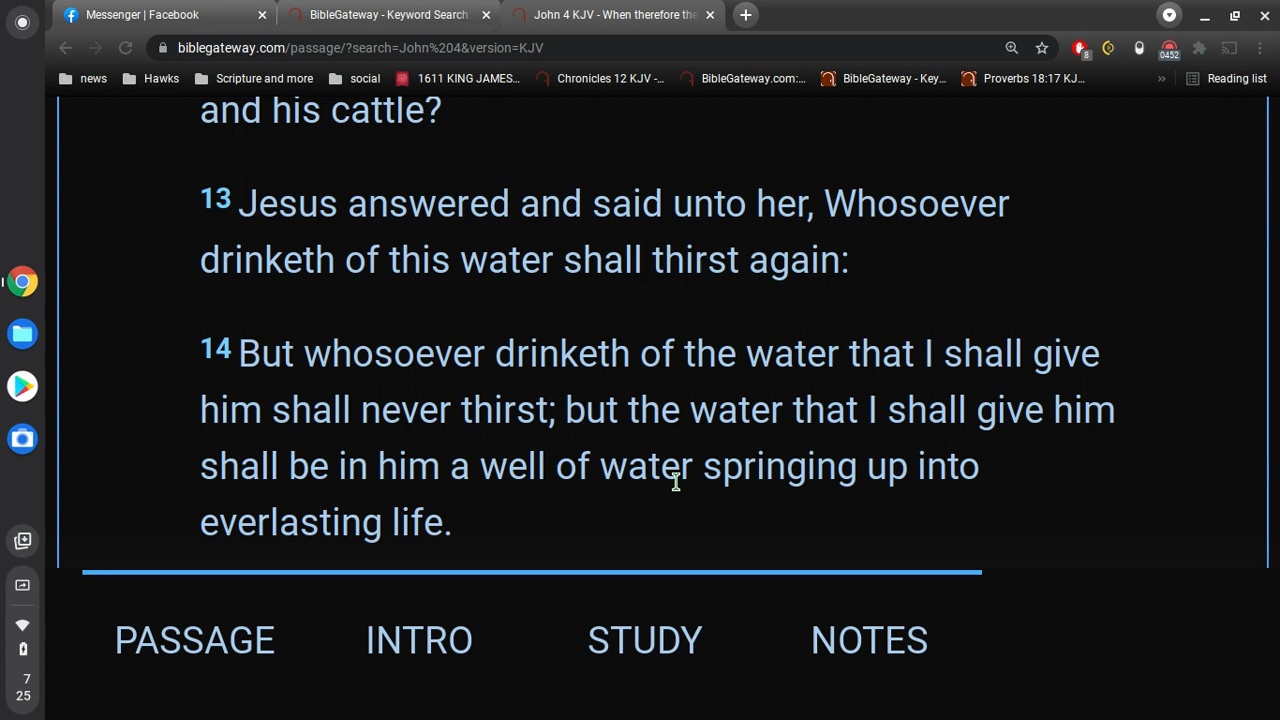 Messenger | Facebook
BibleGateway - Keyword Search:
John 4 KJV - When therefore the
biblegateway.com/passage/?search=John%204&version=KJV
8
0452
news
Hawks
Scripture and more
social
1611 KING JAMES...
Chronicles 12 KJV -...
BibleGateway.com:...
BibleGateway - Key...
Proverbs 18:17 KJ...
»
Reading list
and his cattle?
13 Jesus answered and said unto her, Whosoever
drinketh of this water shall thirst again:
14 But whosoever drinketh of the water that I shall give
him shall never thirst; but the water that I shall give him
shall be in him a well of water springing up into
everlasting life.
PASSAGE
INTRO
STUDY
NOTES
7
25